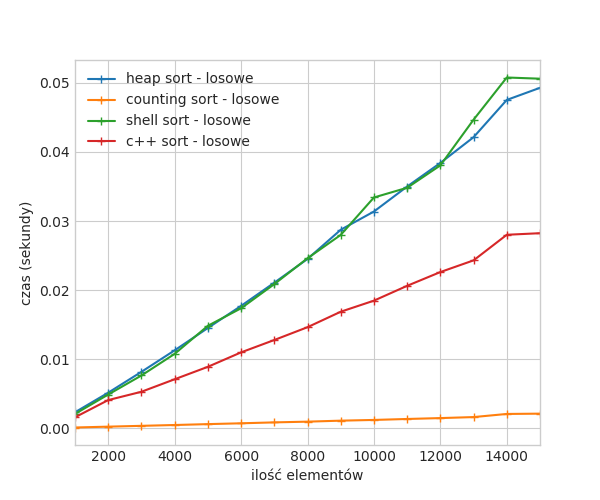 heap sort - losowe
counting sort - losowe
shell sort - losowe
c++ sort - losowe
0.05
0.04
0.03
0.02
0.01
0.00
czas (sekundy)
2000 4000 6000 8000 10000 12000 14000
ilość elementów